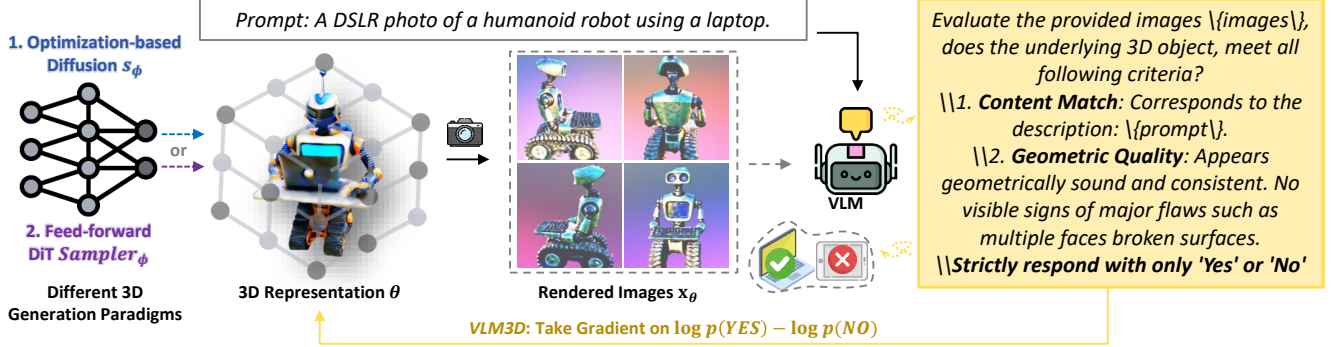 Prompt: A DSLR photo of a humanoid robot using a laptop.
1. Optimization-based
Diffusion s_ϕ
or
2. Feed-forward
DiT Sampler_ϕ
Different 3D
Generation Paradigms
3D Representation θ
Rendered Images x_θ
VLM
Evaluate the provided images \{images\},
does the underlying 3D object, meet all
following criteria?
\\1. Content Match: Corresponds to the
description: \{prompt\}.
\\2. Geometric Quality: Appears
geometrically sound and consistent. No
visible signs of major flaws such as
multiple faces broken surfaces.
\\Strictly respond with only 'Yes' or 'No'
VLM3D: Take Gradient on log p(YES) − log p(NO)